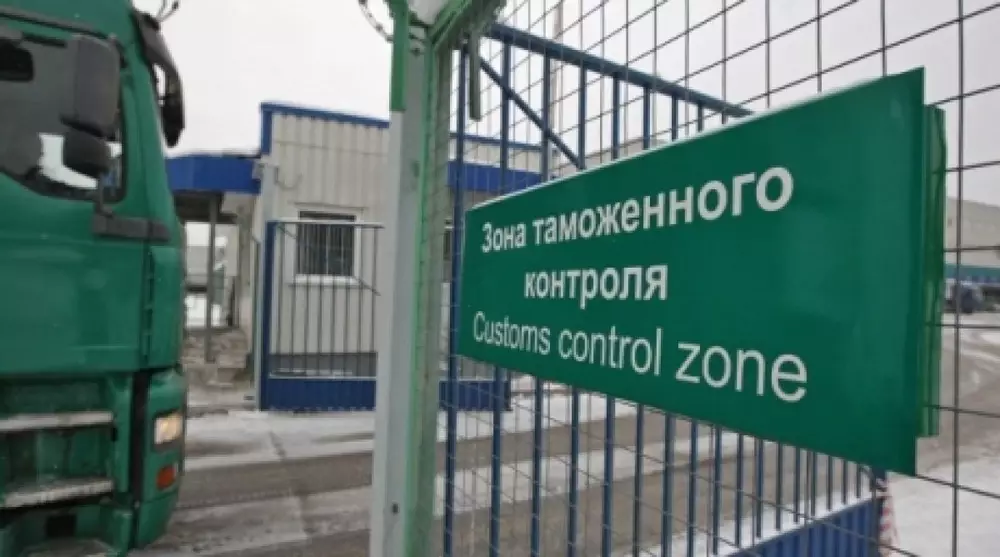 Зона таможенного
контроля
Customs control zone